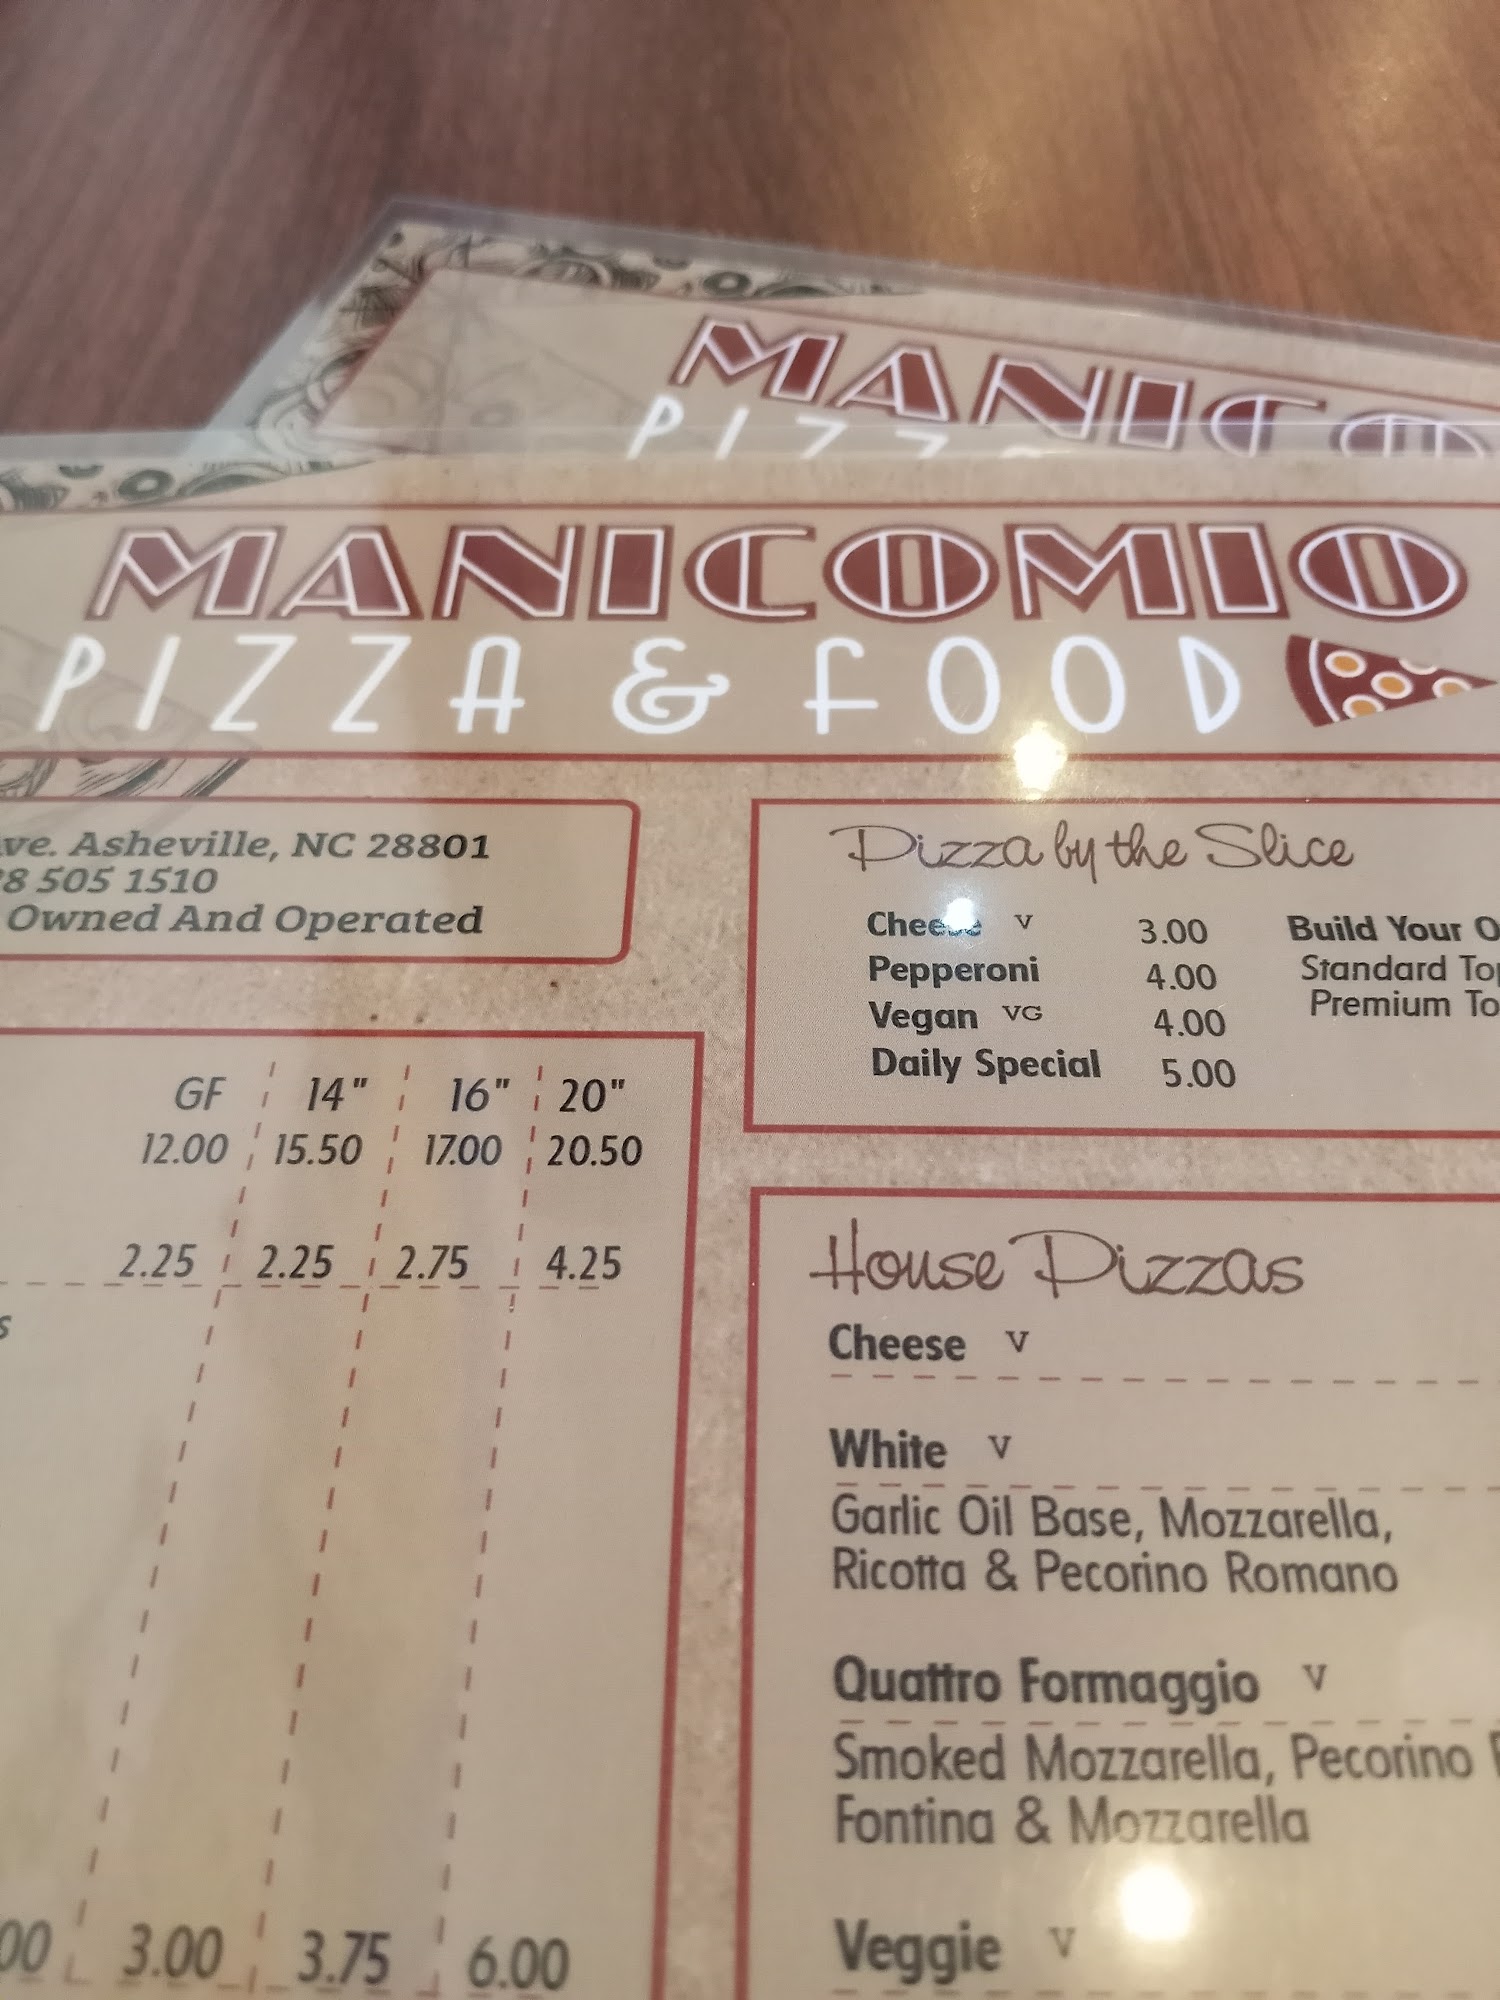 MANICOMIO
PIZZ
MANICOMIO
PIZZA & FOOD
ve. Asheville, NC 28801
8 505 1510
Owned And Operated
GF 14" 16" 20"
12.00 15.50 17.00 20.50
2.25 2.25 2.75 4.25
s
00 3.00 3.75 6.00
Pizza by the Slice
Cheese V 3.00
Pepperoni 4.00
Vegan VG 4.00
Daily Special 5.00
Build Your O
Standard Top
Premium To
House Pizzas
Cheese V
White V
Garlic Oil Base, Mozzarella,
Ricotta & Pecorino Romano
Quattro Formaggio V
Smoked Mozzarella, Pecorino
Fontina & Mozzarella
Veggie V